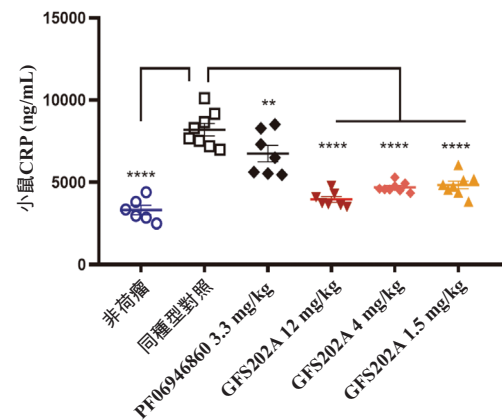 15000
10000
5000
0
小鼠CRP (ng/mL)
****
**
****
****
****
非荷瘤
同種型對照
PF06946860 3.3 mg/kg
GFS202A 12 mg/kg
GFS202A 4 mg/kg
GFS202A 1.5 mg/kg